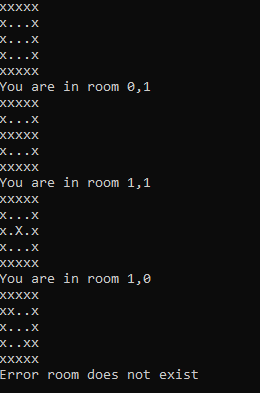 xxxxx
x...x
x...x
x...x
xxxxx
You are in room 0,1
xxxxx
x...x
xxxxx
x...x
xxxxx
You are in room 1,1
xxxxx
x...x
x.X.x
x...x
xxxxx
You are in room 1,0
xxxxx
xx..x
x...x
x..xx
xxxxx
Error room does not exist